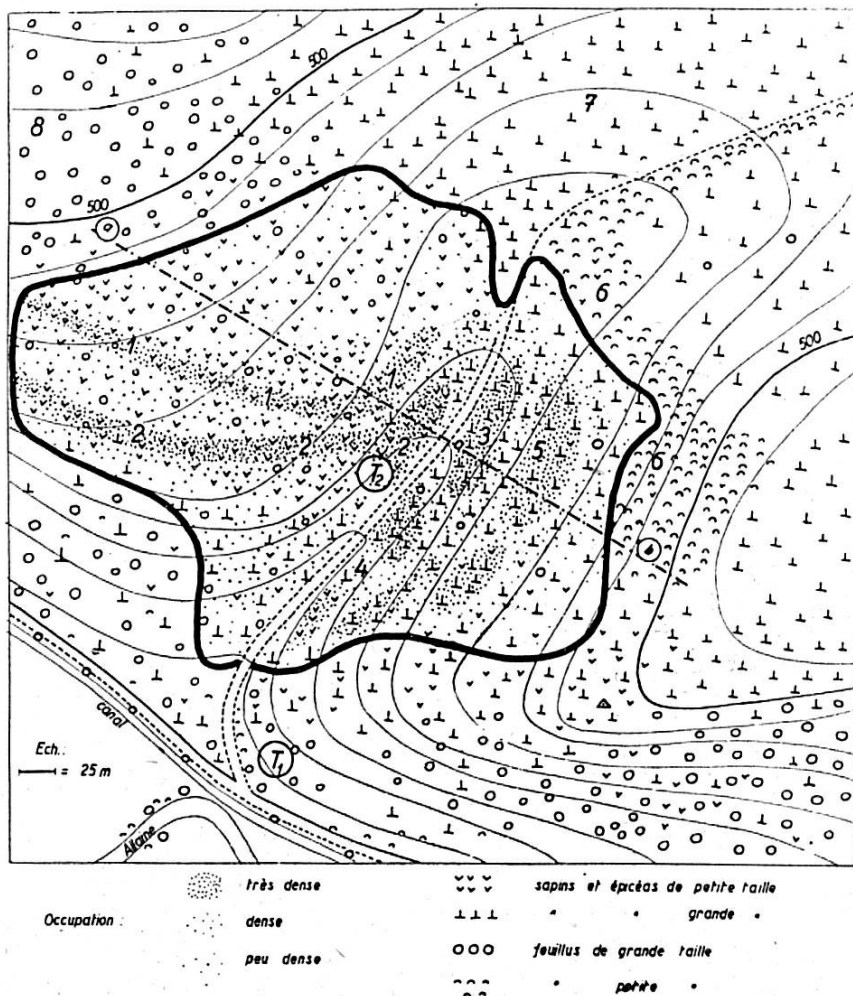 500
7
8
500
6
500
1
1
1
2
2
2
3
5
6
T2
4
canal
T1
Ech.:
= 25 m
Allaine
très dense
sapins et épicéas de petite taille
" " grande "
Occupation :
dense
peu dense
feuillus de grande taille
" petite "